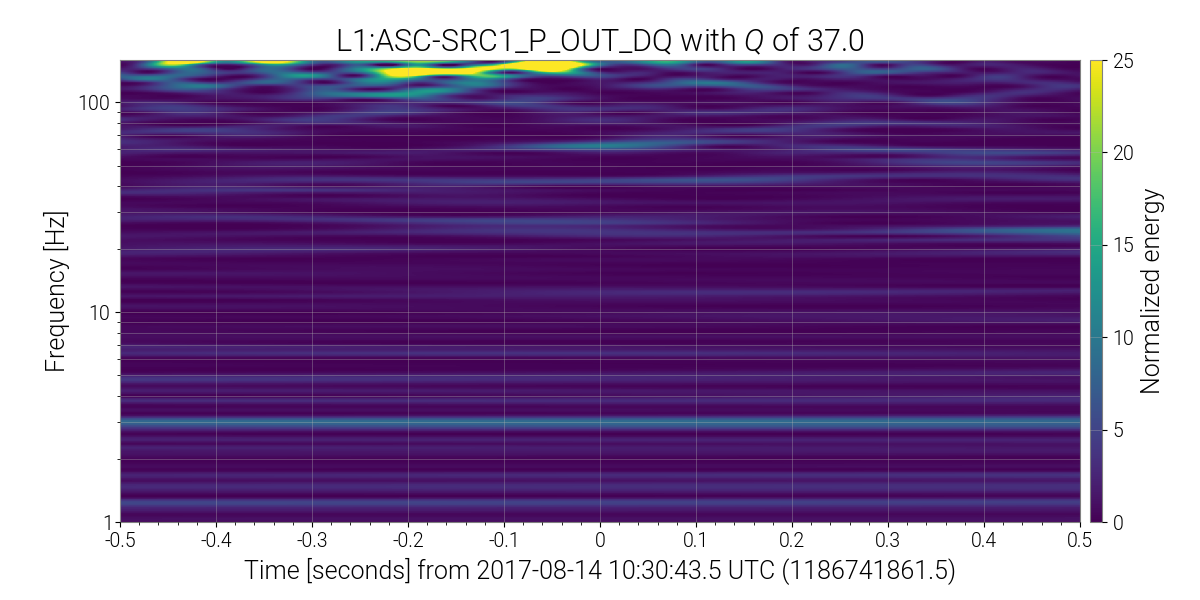 L1:ASC-SRC1_P_OUT_DQ with Q of 37.0
25
20
15
10
5
0
Normalized energy
100
10
1
Frequency [Hz]
-0.5 -0.4 -0.3 -0.2 -0.1 0 0.1 0.2 0.3 0.4 0.5
Time [seconds] from 2017-08-14 10:30:43.5 UTC (1186741861.5)